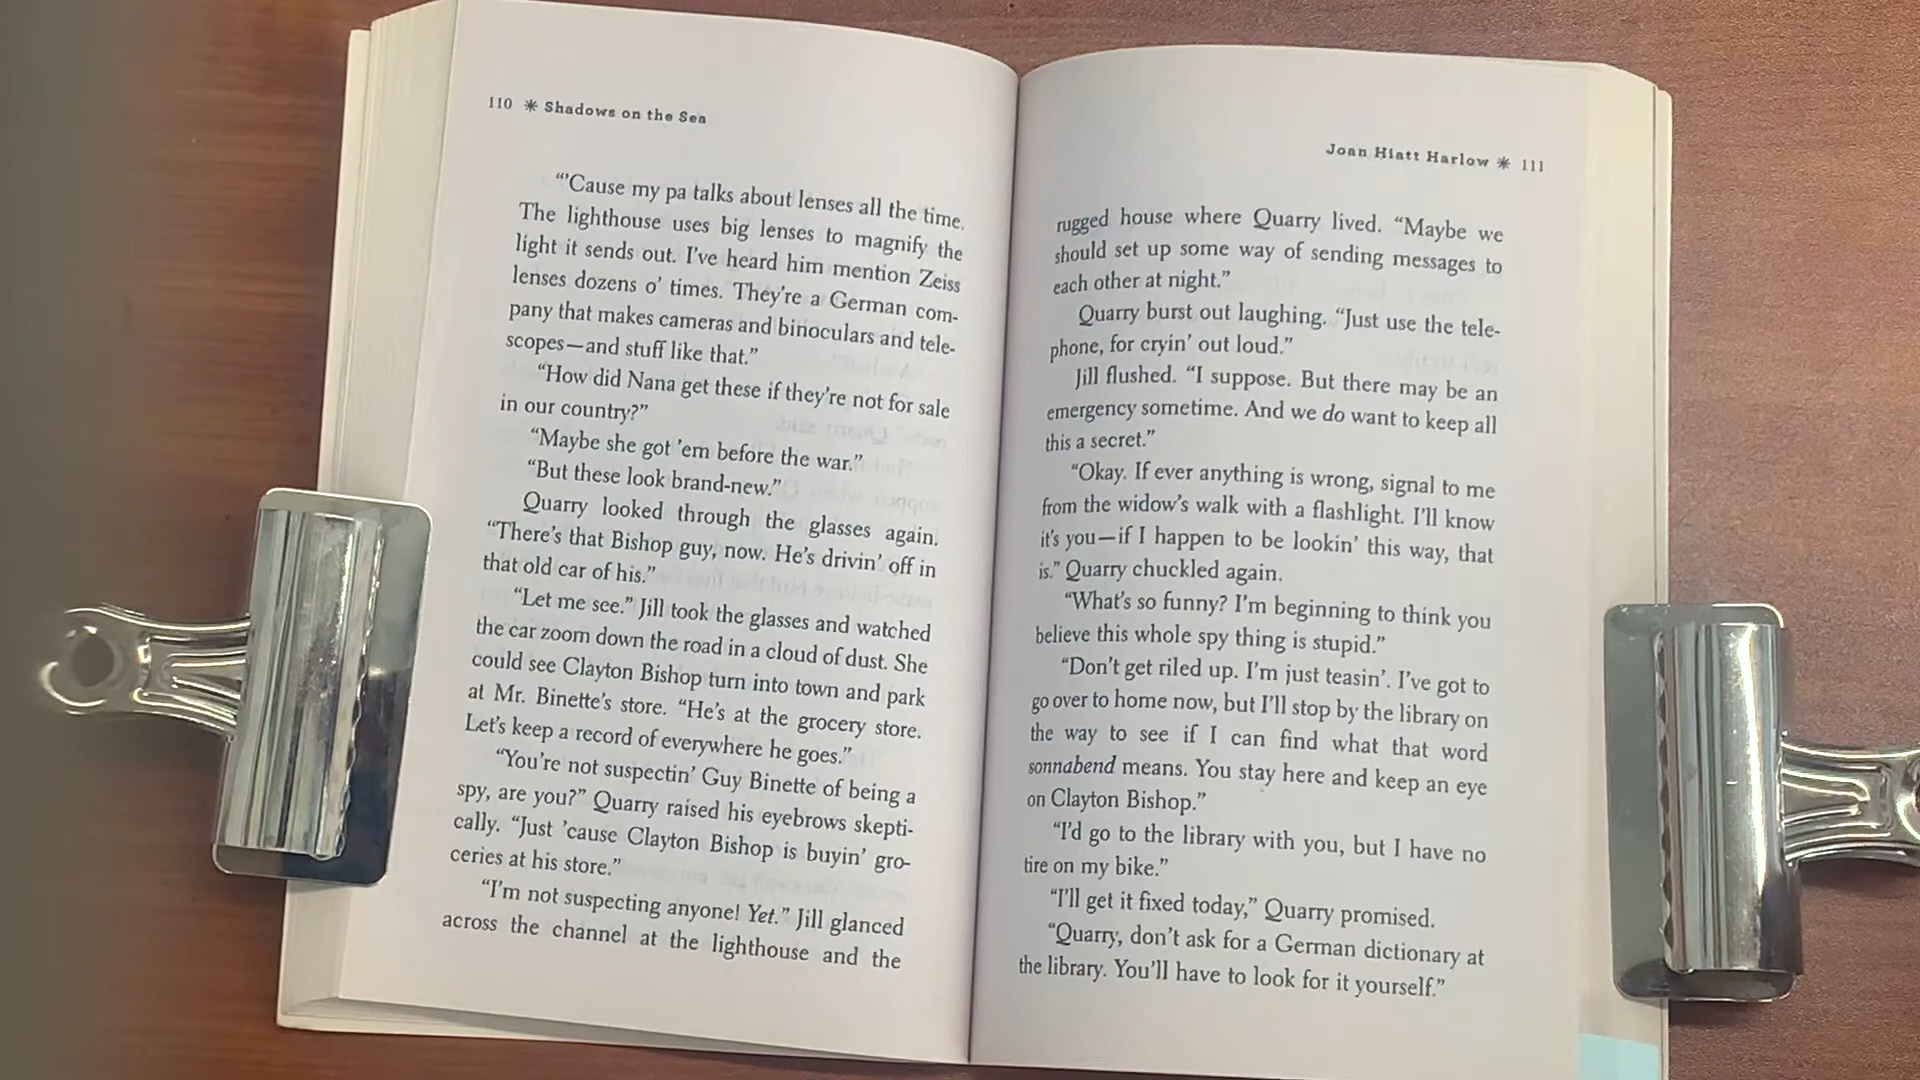 110 ✳ Shadows on the Sea
“’Cause my pa talks about lenses all the time.
The lighthouse uses big lenses to magnify the
light it sends out. I’ve heard him mention Zeiss
lenses dozens o’ times. They’re a German com-
pany that makes cameras and binoculars and tele-
scopes—and stuff like that.”
“How did Nana get these if they’re not for sale
in our country?”
“Maybe she got ’em before the war.”
“But these look brand-new.”
Quarry looked through the glasses again.
“There’s that Bishop guy, now. He’s drivin’ off in
that old car of his.”
“Let me see.” Jill took the glasses and watched
the car zoom down the road in a cloud of dust. She
could see Clayton Bishop turn into town and park
at Mr. Binette’s store. “He’s at the grocery store.
Let’s keep a record of everywhere he goes.”
“You’re not suspectin’ Guy Binette of being a
spy, are you?” Quarry raised his eyebrows skepti-
cally. “Just ’cause Clayton Bishop is buyin’ gro-
ceries at his store.”
“I’m not suspecting anyone! Yet.” Jill glanced
across the channel at the lighthouse and the
Joan Hiatt Harlow ✳ 111
rugged house where Quarry lived. “Maybe we
should set up some way of sending messages to
each other at night.”
Quarry burst out laughing. “Just use the tele-
phone, for cryin’ out loud.”
Jill flushed. “I suppose. But there may be an
emergency sometime. And we do want to keep all
this a secret.”
“Okay. If ever anything is wrong, signal to me
from the widow’s walk with a flashlight. I’ll know
it’s you—if I happen to be lookin’ this way, that
is.” Quarry chuckled again.
“What’s so funny? I’m beginning to think you
believe this whole spy thing is stupid.”
“Don’t get riled up. I’m just teasin’. I’ve got to
go over to home now, but I’ll stop by the library on
the way to see if I can find what that word
sonnabend means. You stay here and keep an eye
on Clayton Bishop.”
“I’d go to the library with you, but I have no
tire on my bike.”
“I’ll get it fixed today,” Quarry promised.
“Quarry, don’t ask for a German dictionary at
the library. You’ll have to look for it yourself.”